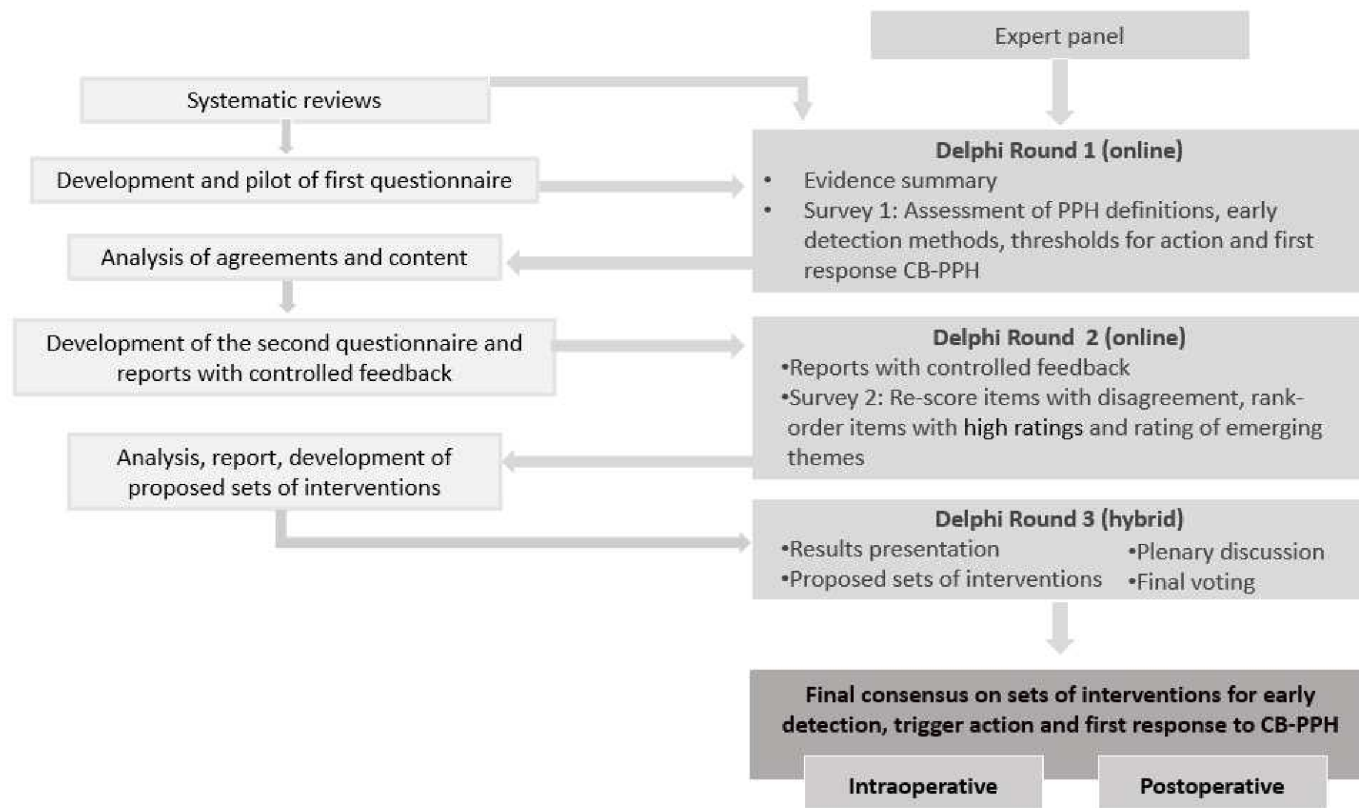 Expert panel
Systematic reviews
Development and pilot of first questionnaire
Delphi Round 1 (online)
• Evidence summary
• Survey 1: Assessment of PPH definitions, early
detection methods, thresholds for action and first
response CB-PPH
Analysis of agreements and content
Development of the second questionnaire and
reports with controlled feedback
Delphi Round 2 (online)
•Reports with controlled feedback
•Survey 2: Re-score items with disagreement, rank-
order items with high ratings and rating of emerging
themes
Analysis, report, development of
proposed sets of interventions
Delphi Round 3 (hybrid)
•Results presentation
•Proposed sets of interventions
•Plenary discussion
•Final voting
Final consensus on sets of interventions for early
detection, trigger action and first response to CB-PPH
Intraoperative
Postoperative